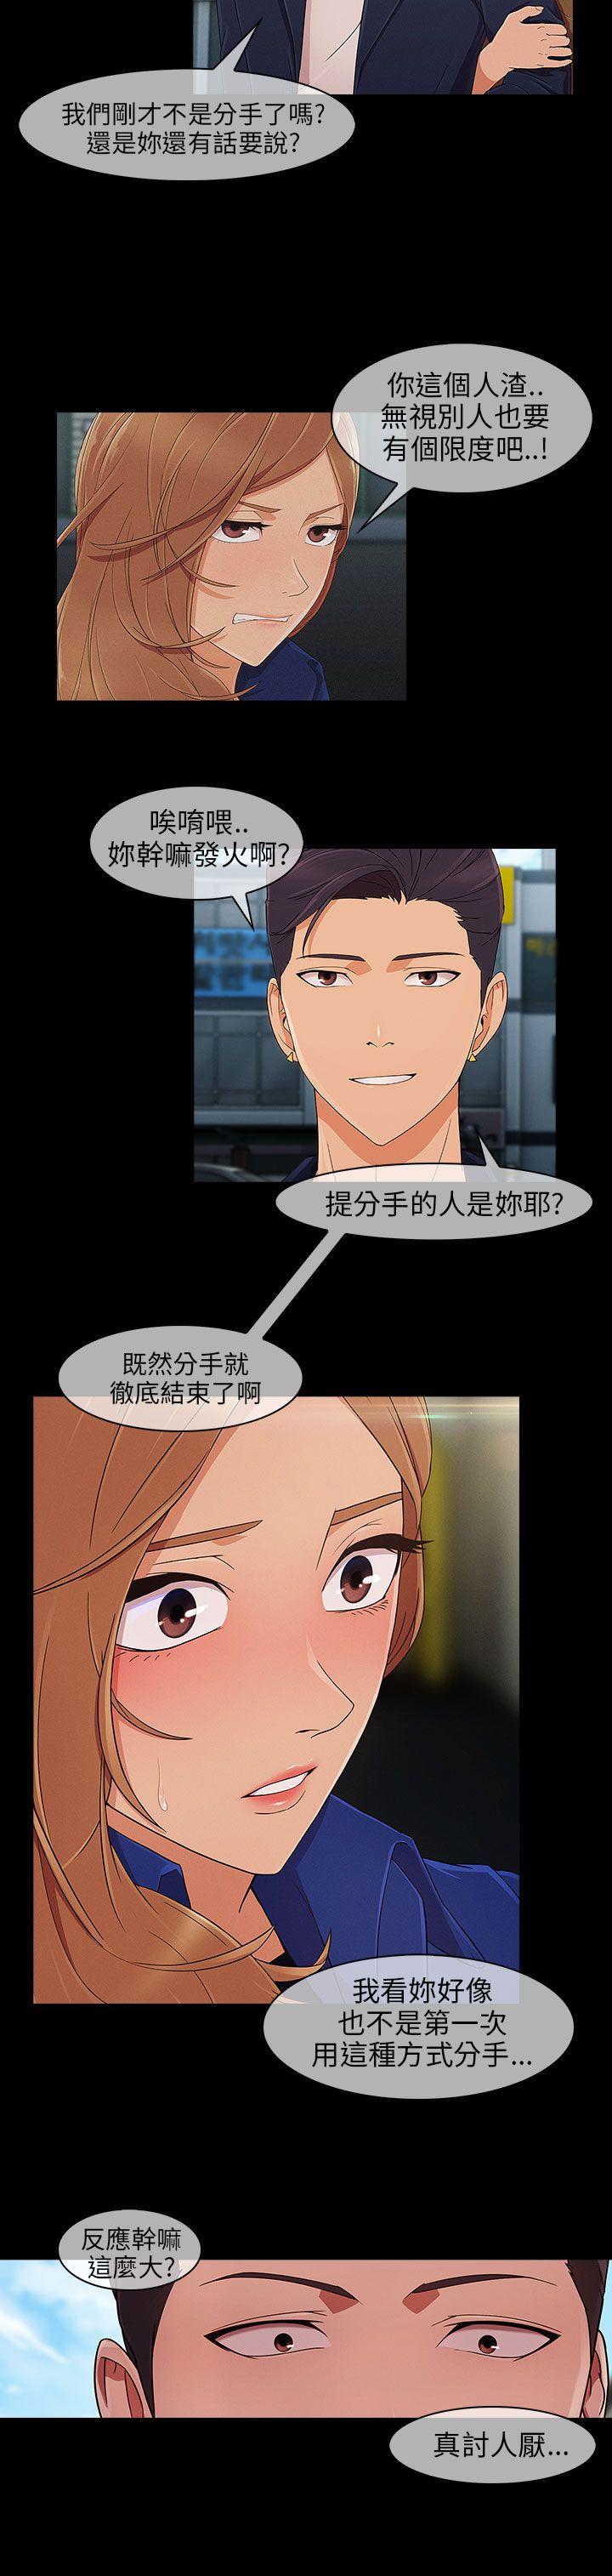 我們剛才不是分手了嗎?
還是妳還有話要說?
你這個人渣..
無視別人也要
有個限度吧..!
唉唷喂..
妳幹嘛發火啊?
提分手的人是妳耶?
既然分手就
徹底結束了啊
我看妳好像
也不是第一次
用這種方式分手...
反應幹嘛
這麼大?
真討人厭...